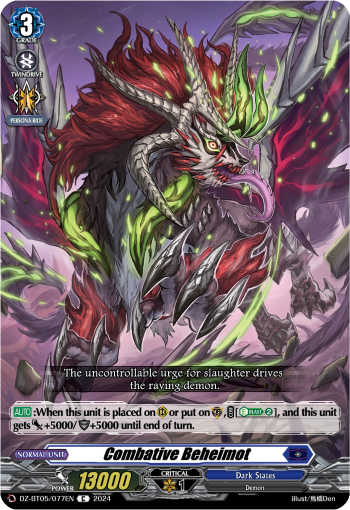 3
GRADE
TWINDRIVE
PERSONA RIDE
The uncontrollable urge for slaughter drives
the raving demon.
AUTO :When this unit is placed on or put on , [ BLAST 2 ], and this unit
gets +5000/ +5000 until end of turn.
NORMAL UNIT
Combative Beheimot
POWER 13000
CRITICAL
1
Dark States
Demon
DZ-BT05/077EN C 2024
illust/鳥橋Den